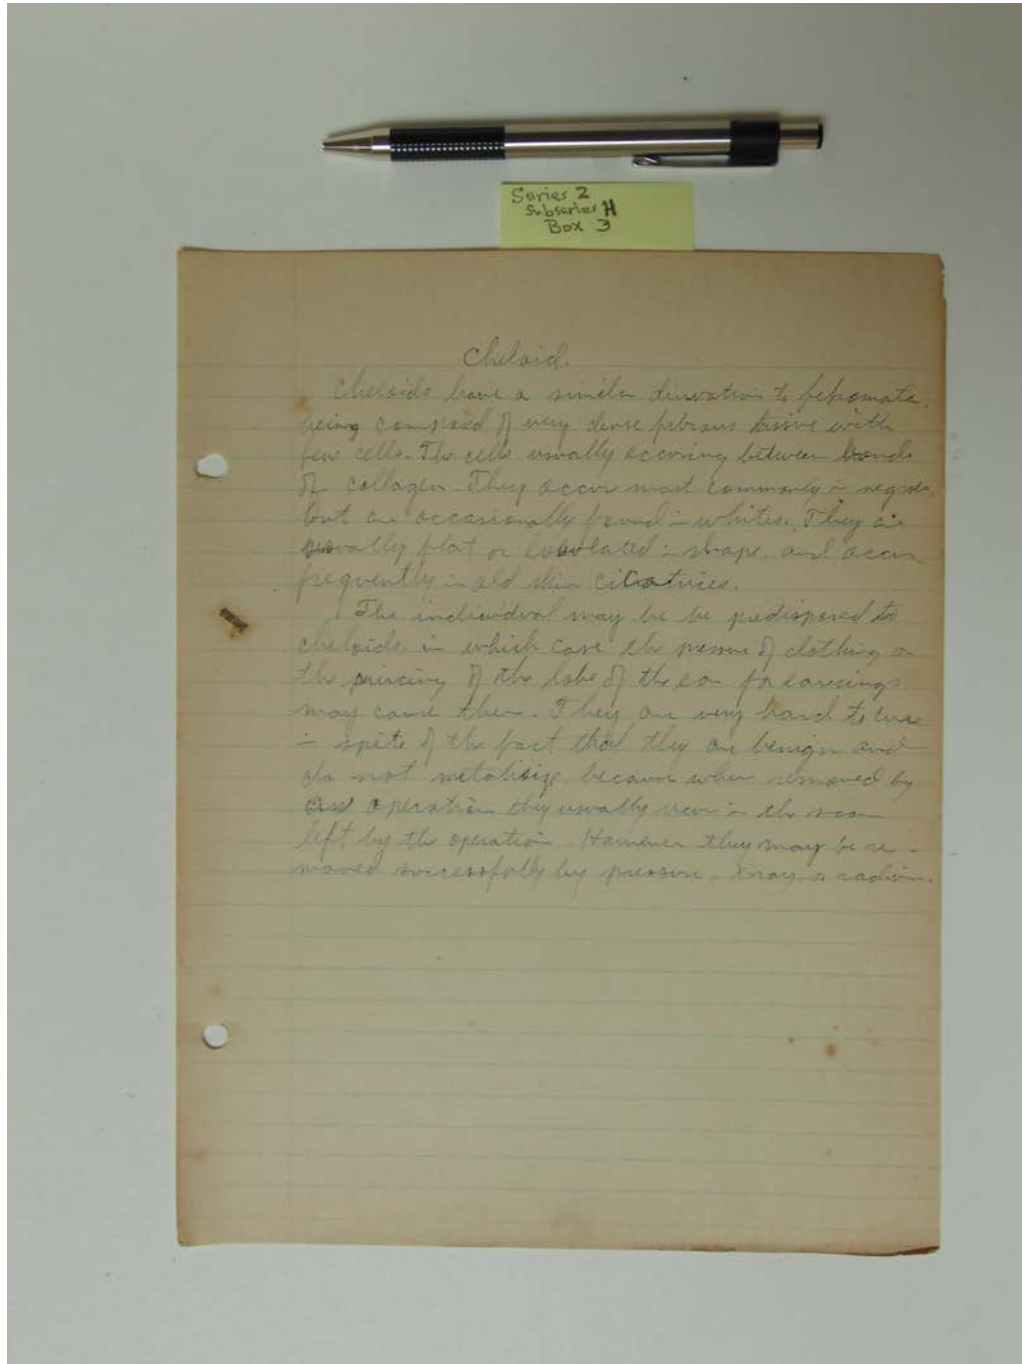 Series 2
Subseries H
Box 3
Cheloid.
Cheloids have a similar dirivation to fibromata,
being composed of very dense fibrous tissue with
few cells. The cells usually occuring between bands
of collagen. They occur most commonly in negroes,
but are occasionally found in whites. They are
usually flat or lobulated in shape, and occur
frequently in old skin cicatrices.
The individual may be be predisposed to
cheloids, in which case the pressure of clothing or
the piercing of the lobe of the ear for earrings
may cause them. They are very hard to cure
in spite of the fact that they are benign and
do not metasisize because when removed by
an operation they usually recur in the scar
left by the operation. However they may be re-
moved successfully by pressure, Xray or radium.